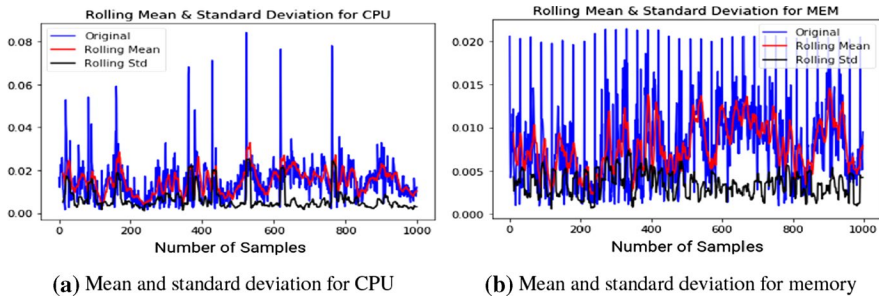 Rolling Mean & Standard Deviation for CPU
Original
Rolling Mean
Rolling Std
0.08
0.06
0.04
0.02
0.00
0 200 400 600 800 1000
Number of Samples
(a) Mean and standard deviation for CPU
Rolling Mean & Standard Deviation for MEM
Original
Rolling Mean
Rolling Std
0.020
0.015
0.010
0.005
0.000
0 200 400 600 800 1000
Number of Samples
(b) Mean and standard deviation for memory